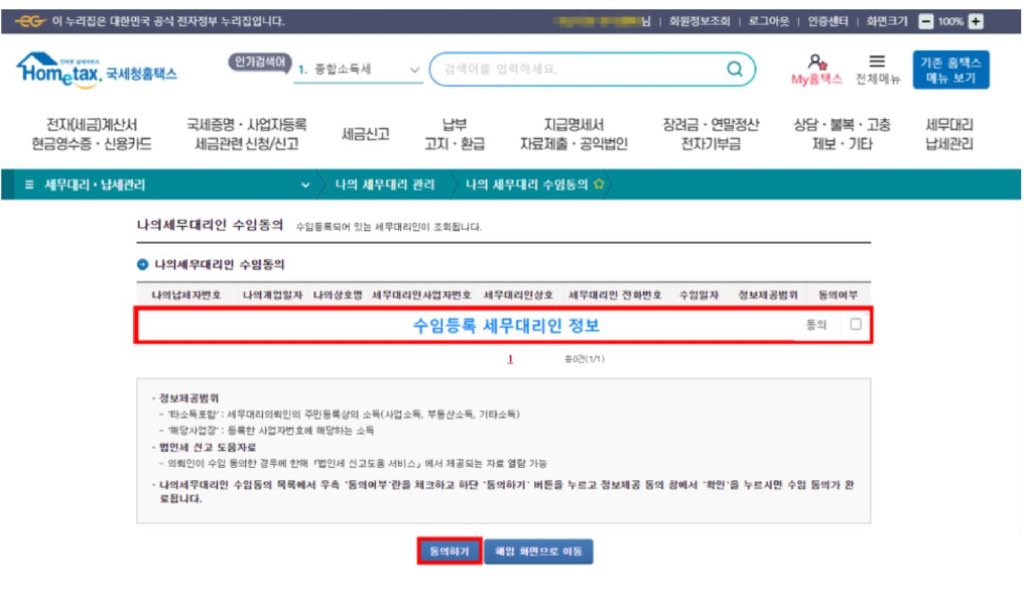 이 누리집은 대한민국 공식 전자정부 누리집입니다.
님 | 회원정보조회 | 로그아웃 | 인증센터 | 화면크기 - 100% +
Hometax. 국세청홈택스
인기검색어 1. 종합소득세
검색어를 입력하세요.
My홈택스
전체메뉴
기존 홈택스
메뉴 보기
전자(세금)계산서
현금영수증·신용카드
국세증명·사업자등록
세금관련 신청/신고
세금신고
납부
고지·환급
지급명세서
자료제출·공익법인
장려금·연말정산
전자기부금
상담·불복·고충
제보·기타
세무대리
납세관리
세무대리·납세관리
나의 세무대리 관리
나의 세무대리 수임동의
나의세무대리인 수임동의 수임등록되어 있는 세무대리인이 조회됩니다.
나의세무대리인 수임동의
나의납세자번호 나의개업일자 나의상호명 세무대리인사업자번호 세무대리인상호 세무대리인 전화번호 수임일자 정보제공범위 동의여부
수임등록 세무대리인 정보 동의
1 총0건(1/1)
· 정보제공범위
- '타소득포함' : 세무대리의뢰인의 주민등록상의 소득(사업소득, 부동산소득, 기타소득)
- '해당사업장' : 등록한 사업자번호에 해당하는 소득
· 법인세 신고 도움자료
- 의뢰인이 수임 동의한 경우에 한해 『법인세 신고도움 서비스』에서 제공되는 자료 열람 가능
- 나의세무대리인 수임동의 목록에서 우측 '동의여부'란을 체크하고 하단 '동의하기' 버튼을 누르고 정보제공 동의 창에서 '확인'을 누르시면 수임 동의가 완
료됩니다.
동의하기 해임 화면으로 이동